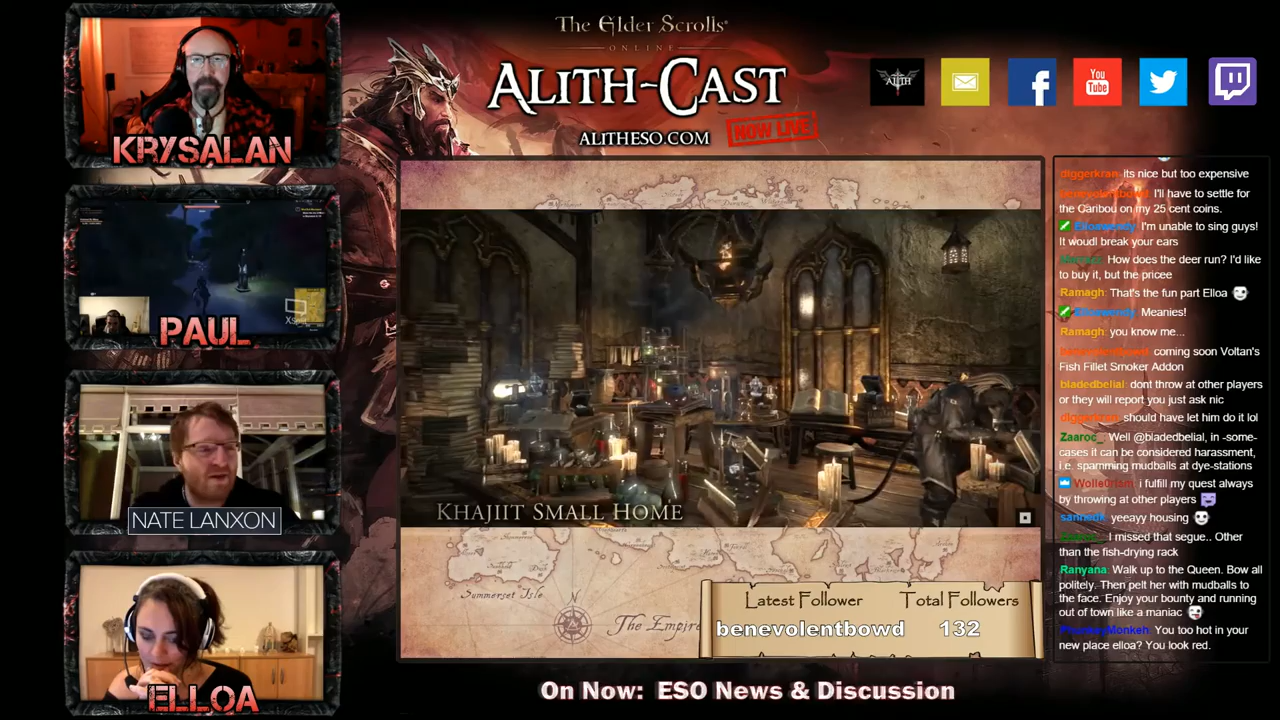 The Elder Scrolls
ONLINE
ALITH-CAST
ALITHESO.COM
NOW LIVE
ALITH
You
Tube
KRYSALAN
PAUL
NATE LANXON
ELLOA
KHAJIIT SMALL HOME
Summerset Isle
N
The Empire
Latest Follower
Total Followers
benevolentbowd
132
On Now: ESO News & Discussion
diggerkran: its nice but too expensive
I'll have to settle for
the Caribou on my 25 cent coins.
Elloawendy: I'm unable to sing guys!
It woudl break your ears
How does the deer run? I'd like
to buy it, but the pricee
Ramagh: That's the fun part Elloa
Elloawendy: Meanies!
Ramagh: you know me...
coming soon Voltan's
Fish Fillet Smoker Addon
bladedbelial: dont throw at other players
or they will report you just ask nic
diggerkran: should have let him do it lol
Zaaroc_: Well @bladedbelial, in -some-
cases it can be considered harassment,
i.e. spamming mudballs at dye-stations
i fulfill my quest always
by throwing at other players
yeeayy housing
I missed that segue.. Other
than the fish-drying rack
Ranyana: Walk up to the Queen. Bow all
politely. Then pelt her with mudballs to
the face. Enjoy your bounty and running
out of town like a maniac
You too hot in your
new place elloa? You look red.